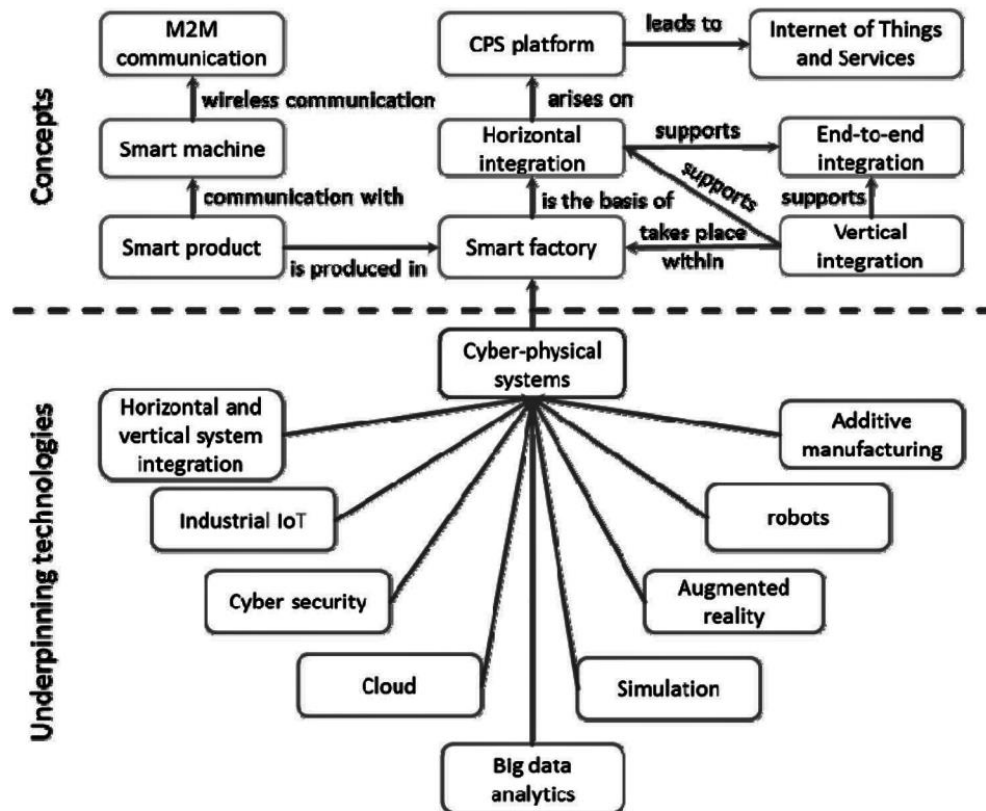 Concepts
M2M
communication
CPS platform
leads to
Internet of Things
and Services
wireless communication
arises on
Smart machine
Horizontal
integration
supports
End-to-end
integration
communication with
is the basis of
supports
supports
Smart product
is produced in
Smart factory
takes place
within
Vertical
integration
Underpinning technologies
Cyber-physical
systems
Horizontal and
vertical system
integration
Additive
manufacturing
Industrial IoT
robots
Cyber security
Augmented
reality
Cloud
Simulation
Big data
analytics